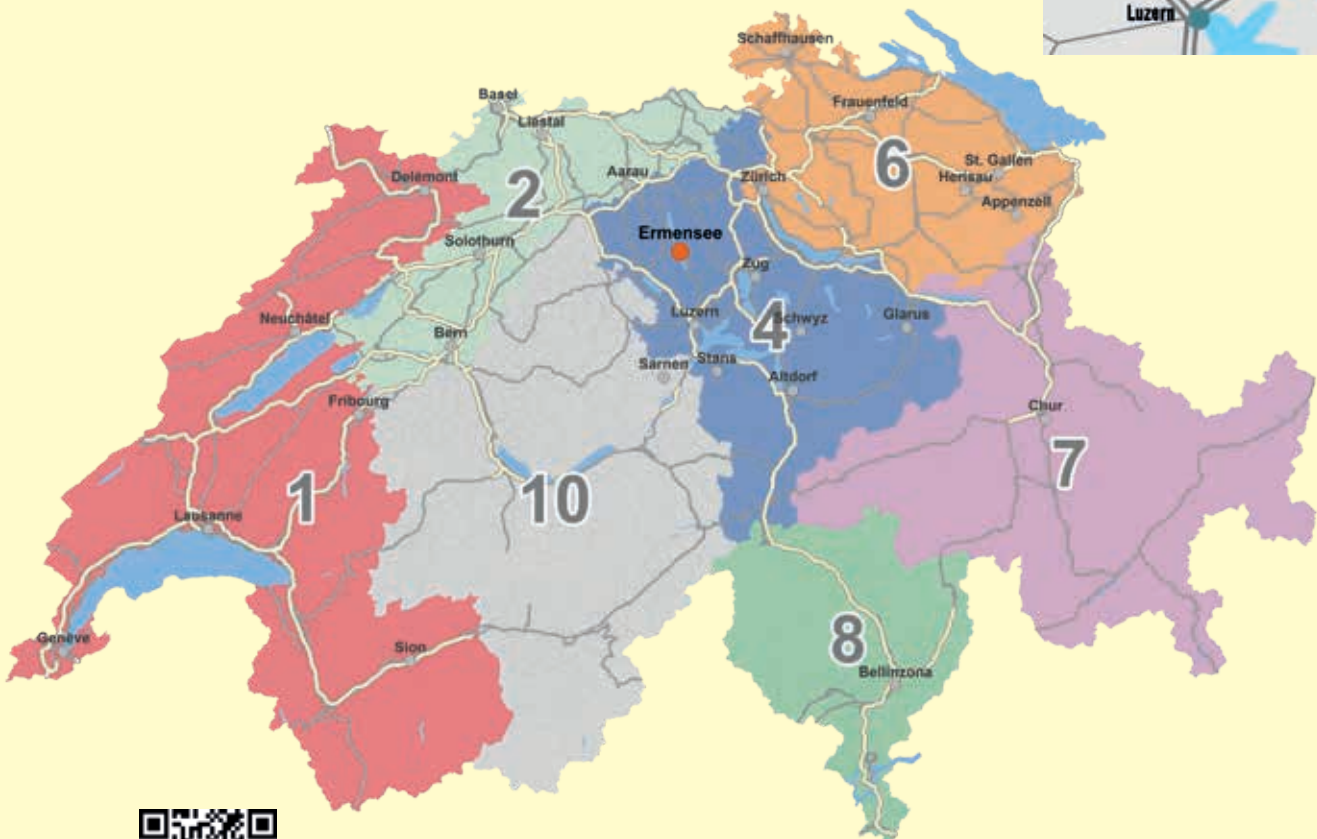 Luzern
Schaffhausen
Basel
Frauenfeld
Liestal
6
St. Gallen
Delémont
Aarau
Zürich
Herisau
2
Appenzell
Ermensee
Solothurn
Zug
Neuchâtel
Luzern
4
Schwyz
Glarus
Bern
Sarnen
Stans
Altdorf
Fribourg
Chur
7
1
10
Lausanne
Genève
Sion
8
Bellinzona